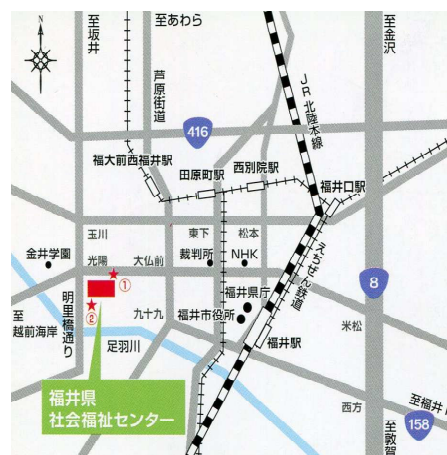 至坂井
至あわら
至金沢
芦原街道
JR北陸本線
416
福大前西福井駅
田原町駅
西別院駅
福井口駅
玉川
東下
松本
金井学園
光陽
大仏前
裁判所
NHK
えちぜん鉄道
①
8
明里橋通り
②
九十九
福井県庁
福井市役所
至
越前海岸
足羽川
福井駅
米松
福井県
社会福祉センター
西方
至福井I
158
至敦賀